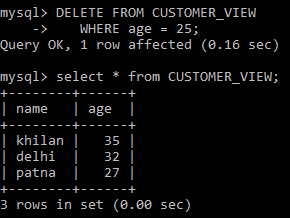 mysql> DELETE FROM CUSTOMER_VIEW
    ->    WHERE age = 25;
Query OK, 1 row affected (0.16 sec)

mysql> select * from CUSTOMER_VIEW;
+--------+------+
| name   | age  |
+--------+------+
| khilan |   35 |
| delhi  |   32 |
| patna  |   27 |
+--------+------+
3 rows in set (0.00 sec)